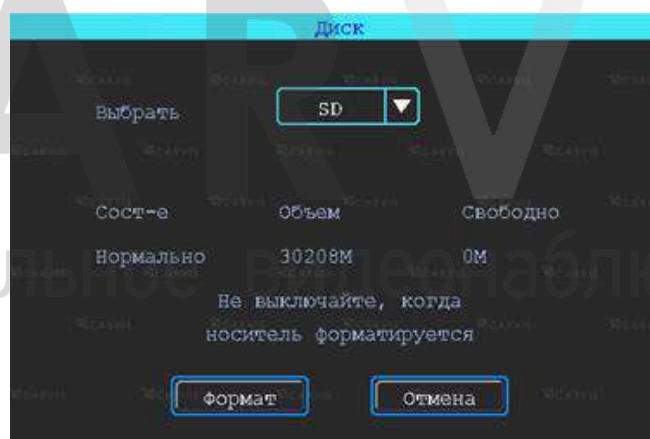 Диск
Выбрать SD
Сост-е Объем Свободно
Нормально 30208M 0M
Не выключайте, когда
носитель форматируется
Формат Отмена